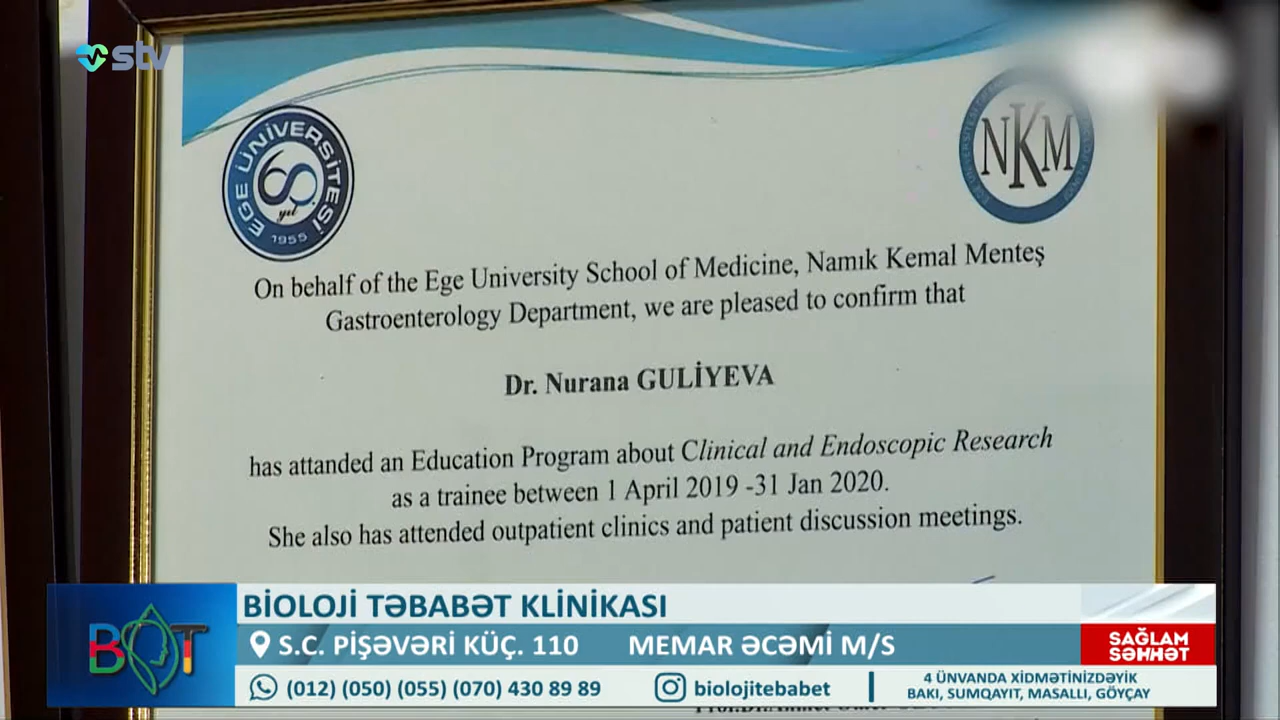 stv
EGE ÜNİVERSİTESİ
60
yıl
1955
NKM
On behalf of the Ege University School of Medicine, Namık Kemal Menteş
Gastroenterology Department, we are pleased to confirm that
Dr. Nurana GULİYEVA
has attanded an Education Program about Clinical and Endoscopic Research
as a trainee between 1 April 2019 -31 Jan 2020.
She also has attended outpatient clinics and patient discussion meetings.
BOT
BİOLOJİ TƏBABƏT KLİNİKASI
S.C. PİŞƏVƏRİ KÜÇ. 110 MEMAR ƏCƏMİ M/S
SAĞLAM
SƏHHƏT
(012) (050) (055) (070) 430 89 89 biolojitebabet
4 ÜNVANDA XİDMƏTİNİZDƏYİK
BAKI, SUMQAYIT, MASALLI, GÖYÇAY